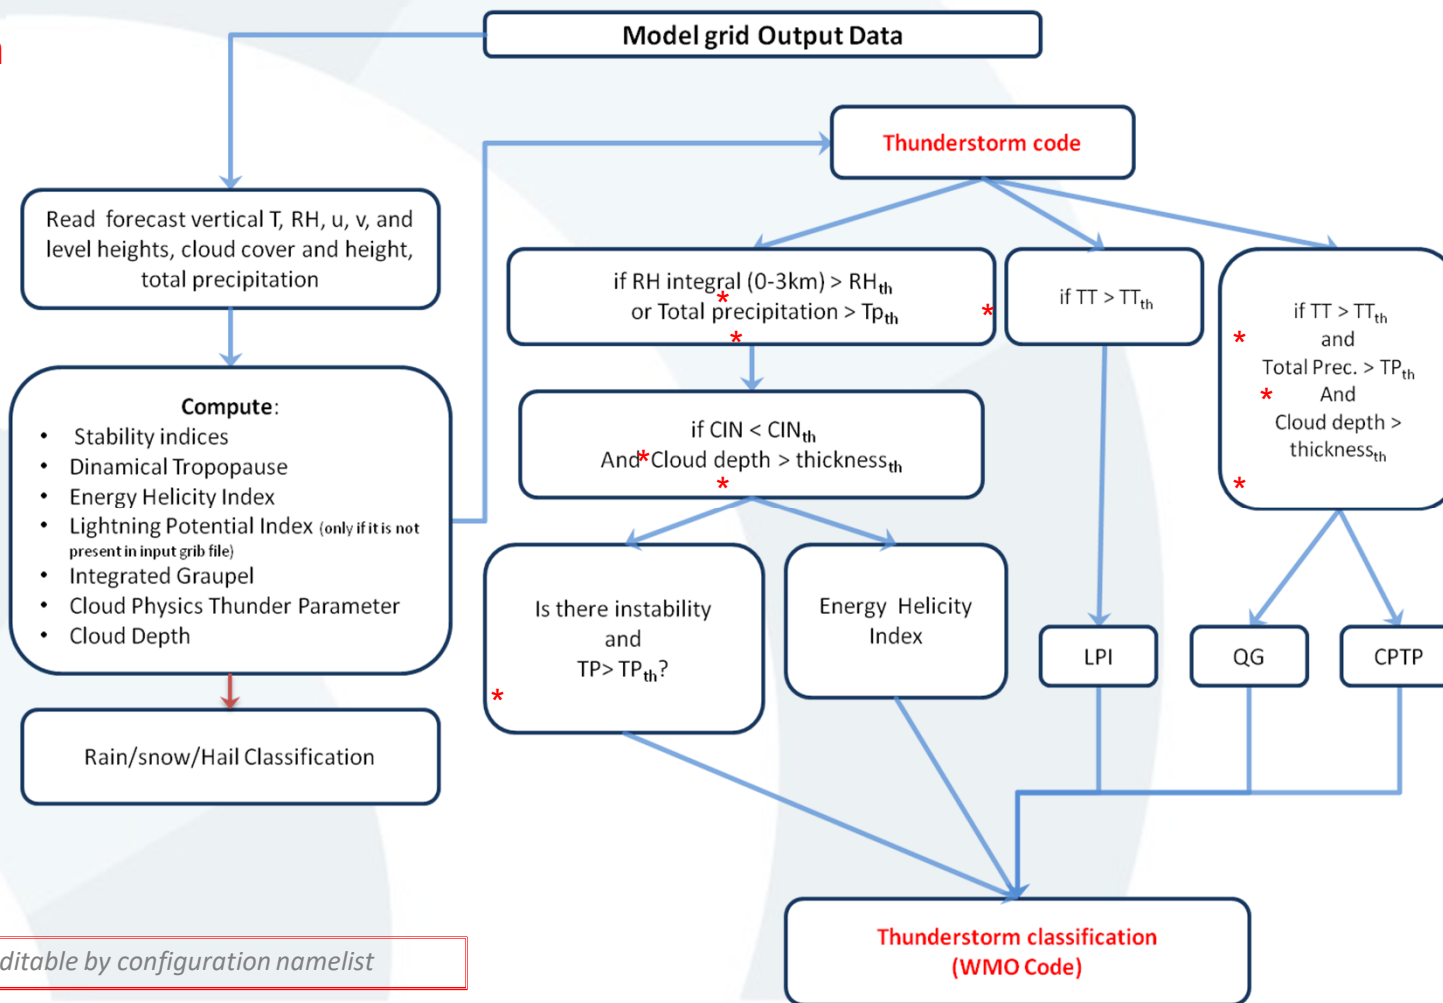 Model grid Output Data
Thunderstorm code
Read forecast vertical T, RH, u, v, and
level heights, cloud cover and height,
total precipitation
if RH integral (0-3km) > RHth
*
or Total precipitation > Tpth *
*
if TT > TTth
if TT > TTth
*
and
Total Prec. > TPth
* And
Cloud depth >
thicknessth
*
Compute:
• Stability indices
• Dinamical Tropopause
• Energy Helicity Index
• Lightning Potential Index (only if it is not
present in input grib file)
• Integrated Graupel
• Cloud Physics Thunder Parameter
• Cloud Depth
if CIN < CINth
And*Cloud depth > thicknessth
*
Is there instability
and
TP> TPth?
*
Energy Helicity
Index
LPI
QG
CPTP
Rain/snow/Hail Classification
Thunderstorm classification
(WMO Code)
by configuration namelist